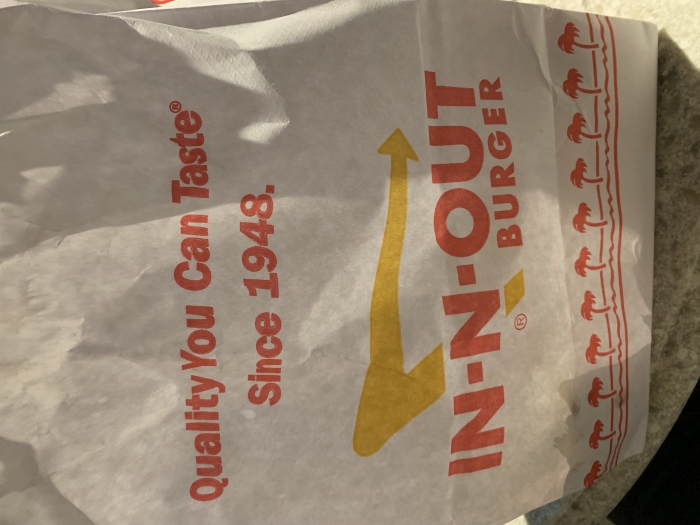 Quality You Can Taste®
Since 1948.
IN-N-OUT
BURGER
®